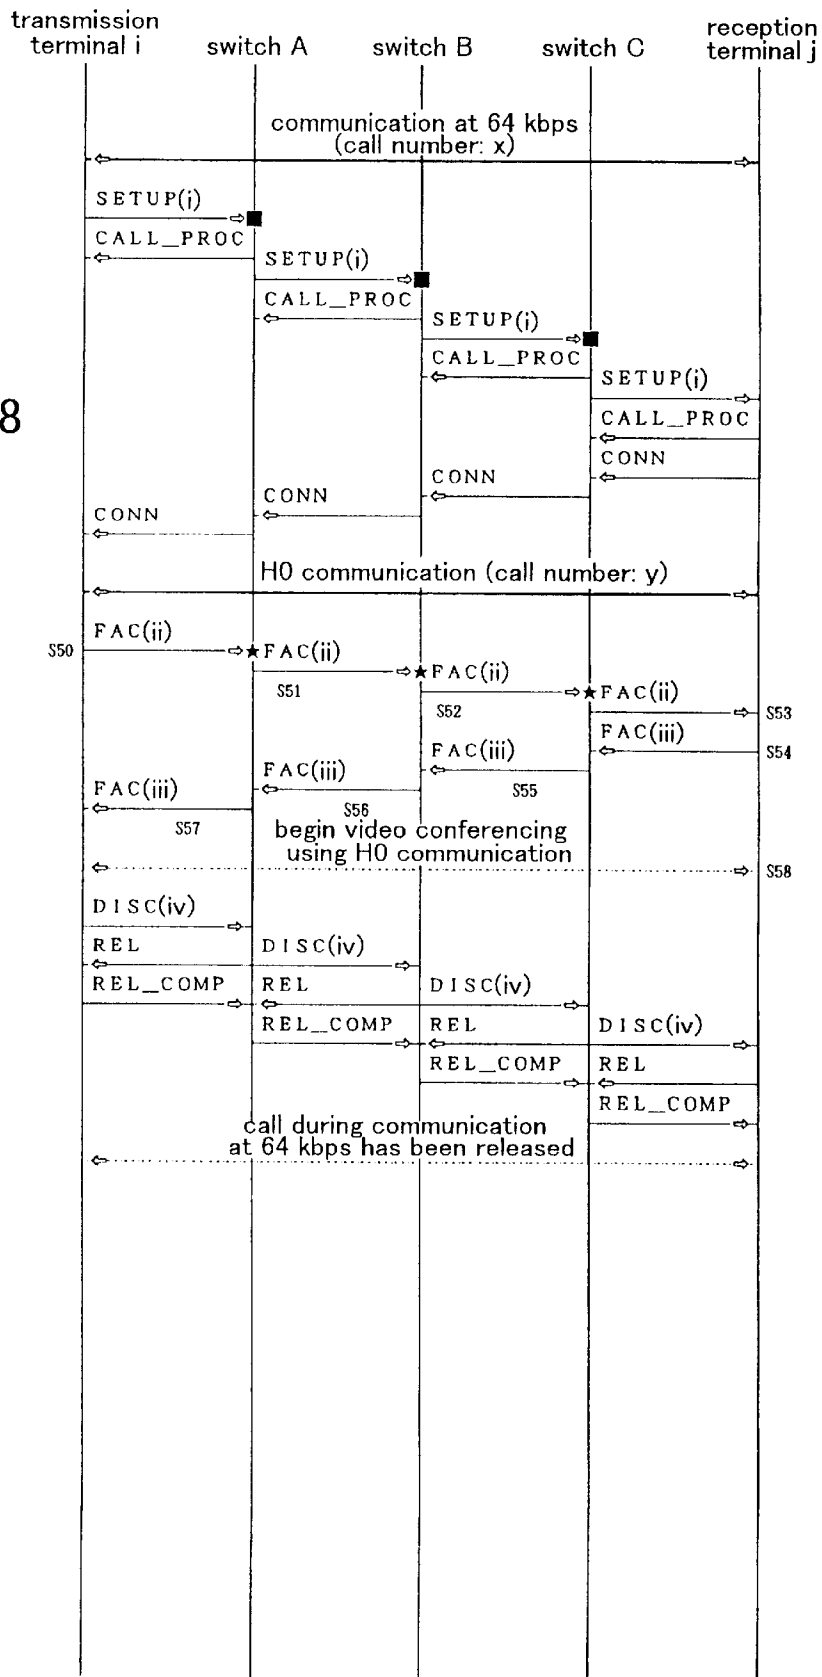 transmission
terminal i
switch A
switch B
switch C
reception
terminal j
communication at 64 kbps
(call number: x)
SETUP(i)
CALL_PROC
SETUP(i)
CALL_PROC
SETUP(i)
CALL_PROC
SETUP(i)
8
CALL_PROC
CONN
CONN
CONN
CONN
H0 communication (call number: y)
S50
FAC(ii)
★FAC(ii)
S51
★FAC(ii)
S52
★FAC(ii)
S53
FAC(iii)
S54
FAC(iii)
S55
FAC(iii)
S56
FAC(iii)
S57
begin video conferencing
using H0 communication
S58
DISC(iv)
REL
DISC(iv)
REL_COMP
REL
DISC(iv)
REL_COMP
REL
DISC(iv)
REL_COMP
REL
REL_COMP
call during communication
at 64 kbps has been released